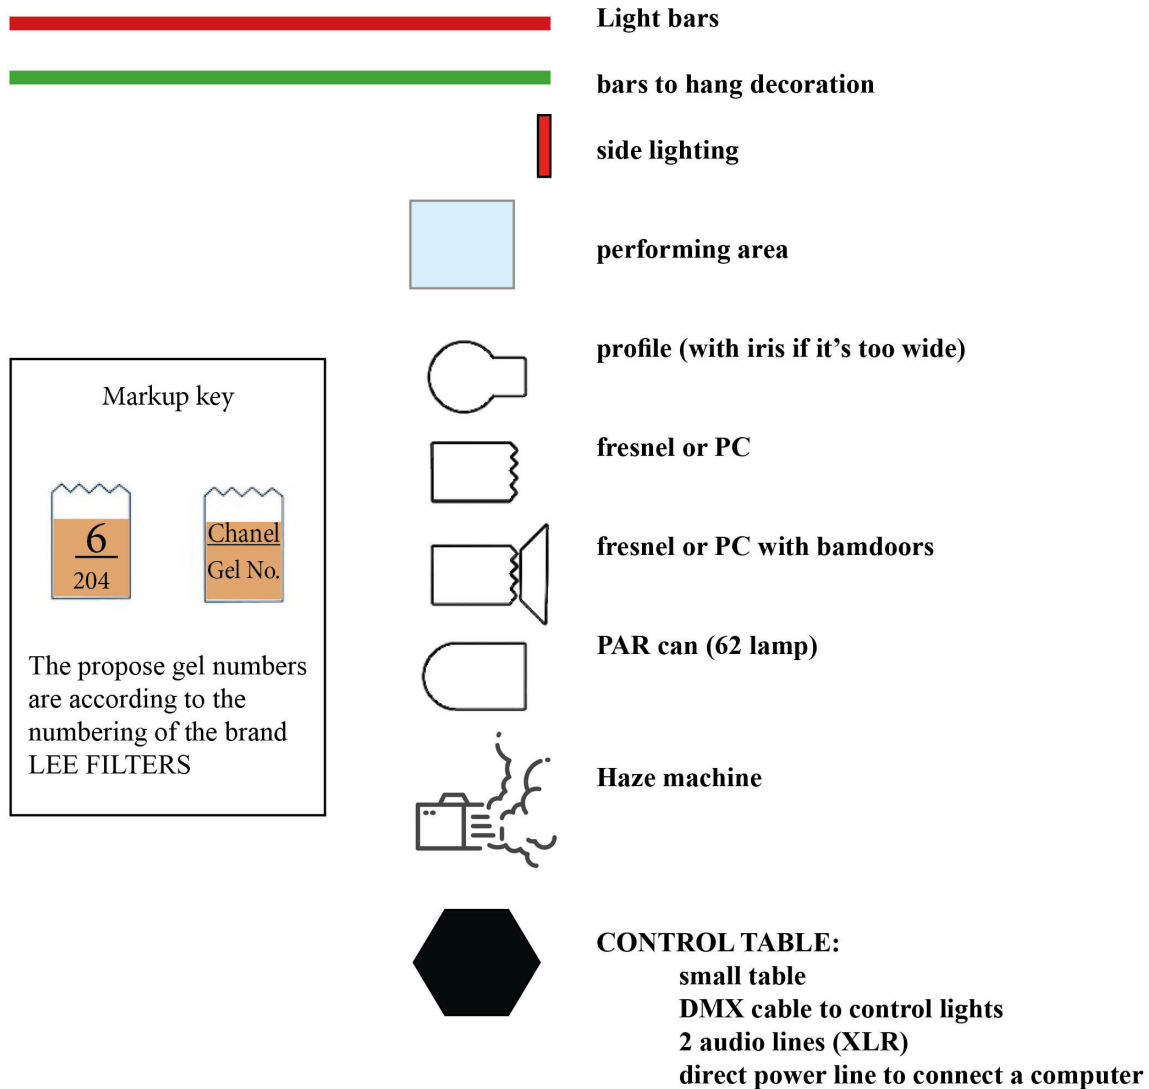 Light bars
bars to hang decoration
side lighting
performing area
profile (with iris if it's too wide)
fresnel or PC
fresnel or PC with bamdoors
PAR can (62 lamp)
Haze machine
CONTROL TABLE:
small table
DMX cable to control lights
2 audio lines (XLR)
direct power line to connect a computer
Markup key
6
204
Chanel
Gel No.
The propose gel numbers
are according to the
numbering of the brand
LEE FILTERS